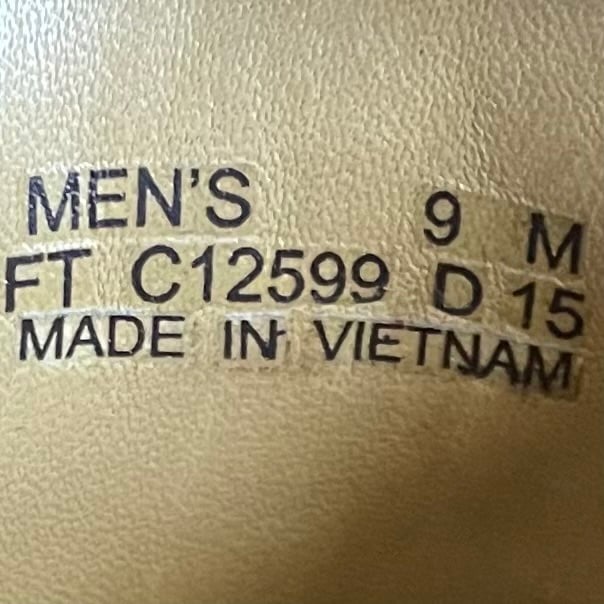 MEN'S 9 M
FT C12599 D 15
MADE IN VIETNAM